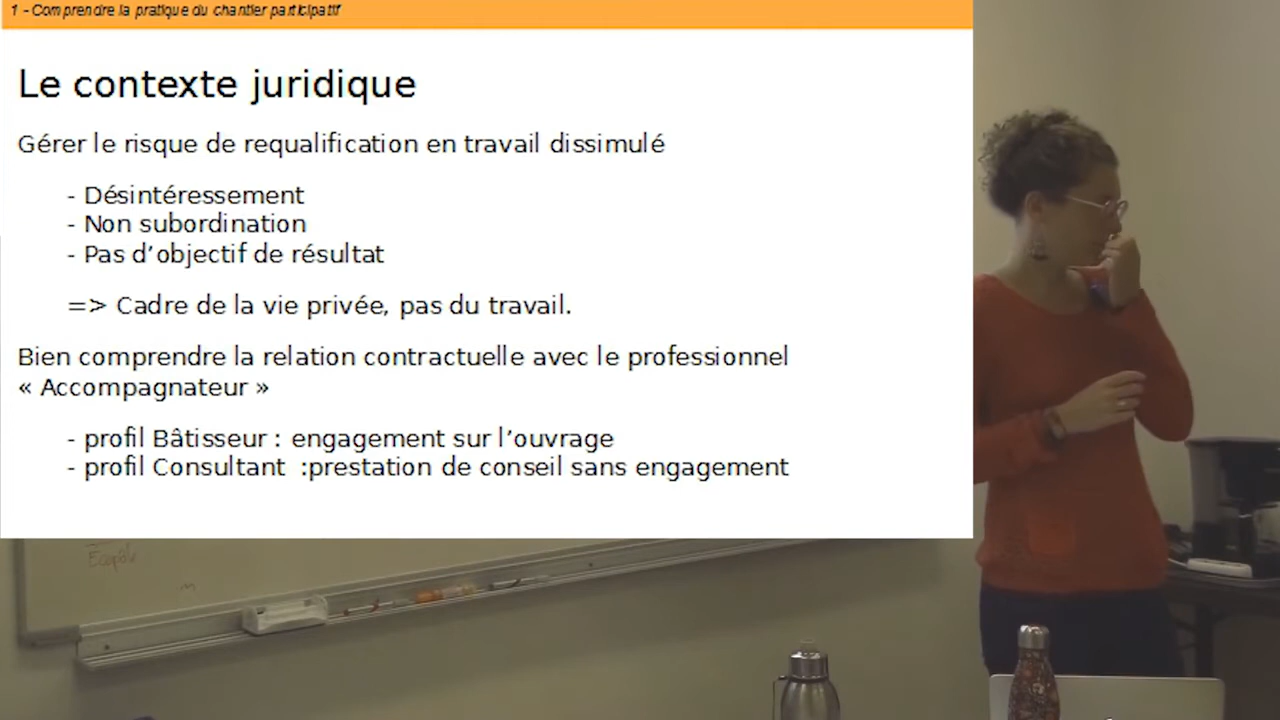 1 - Comprendre la pratique du chantier participatif
Le contexte juridique
Gérer le risque de requalification en travail dissimulé
- Désintéressement
- Non subordination
- Pas d’objectif de résultat
=> Cadre de la vie privée, pas du travail.
Bien comprendre la relation contractuelle avec le professionnel
« Accompagnateur »
- profil Bâtisseur : engagement sur l’ouvrage
- profil Consultant  :prestation de conseil sans engagement